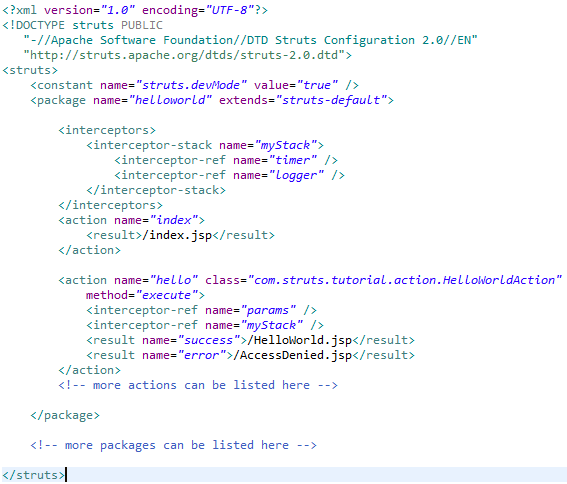 <?xml version="1.0" encoding="UTF-8"?>
<!DOCTYPE struts PUBLIC
   "-//Apache Software Foundation//DTD Struts Configuration 2.0//EN"
   "http://struts.apache.org/dtds/struts-2.0.dtd">
<struts>
    <constant name="struts.devMode" value="true" />
    <package name="helloworld" extends="struts-default">

        <interceptors>
            <interceptor-stack name="myStack">
                <interceptor-ref name="timer" />
                <interceptor-ref name="logger" />
            </interceptor-stack>
        </interceptors>
        <action name="index">
            <result>/index.jsp</result>
        </action>

        <action name="hello" class="com.struts.tutorial.action.HelloWorldAction"
            method="execute">
            <interceptor-ref name="params" />
            <interceptor-ref name="myStack" />
            <result name="success">/HelloWorld.jsp</result>
            <result name="error">/AccessDenied.jsp</result>
        </action>
        <!-- more actions can be listed here -->

    </package>

    <!-- more packages can be listed here -->

</struts>